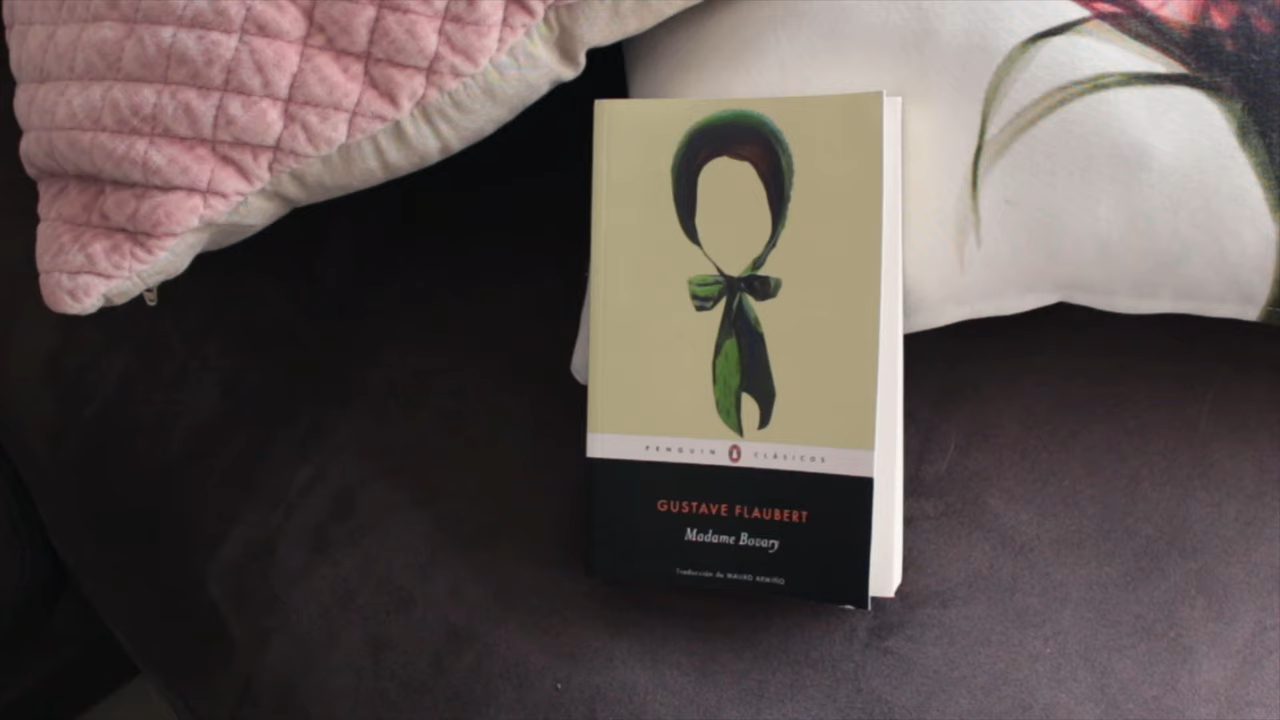 PENGUIN CLÁSICOS
GUSTAVE FLAUBERT
Madame Bovary
Traducción de MAURO ARMIÑO